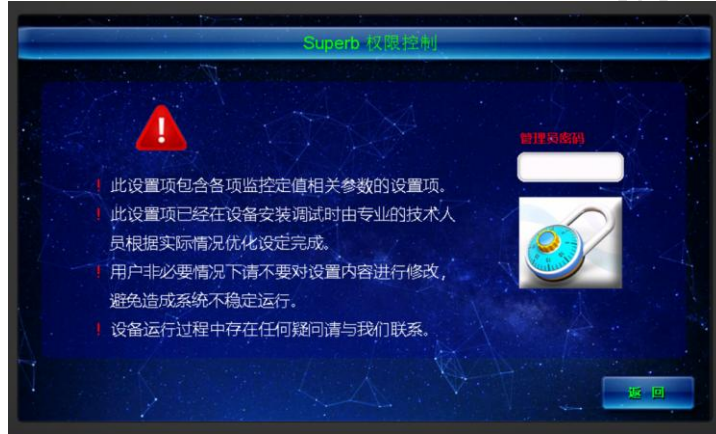 Superb 权限控制
管理员密码
! 此设置项包含各项监控定值相关参数的设置项。
! 此设置项已经在设备安装调试时由专业的技术人
员根据实际情况优化设定完成。
! 用户非必要情况下请不要对设置内容进行修改，
避免造成系统不稳定运行。
! 设备运行过程中存在任何疑问请与我们联系。
返 回